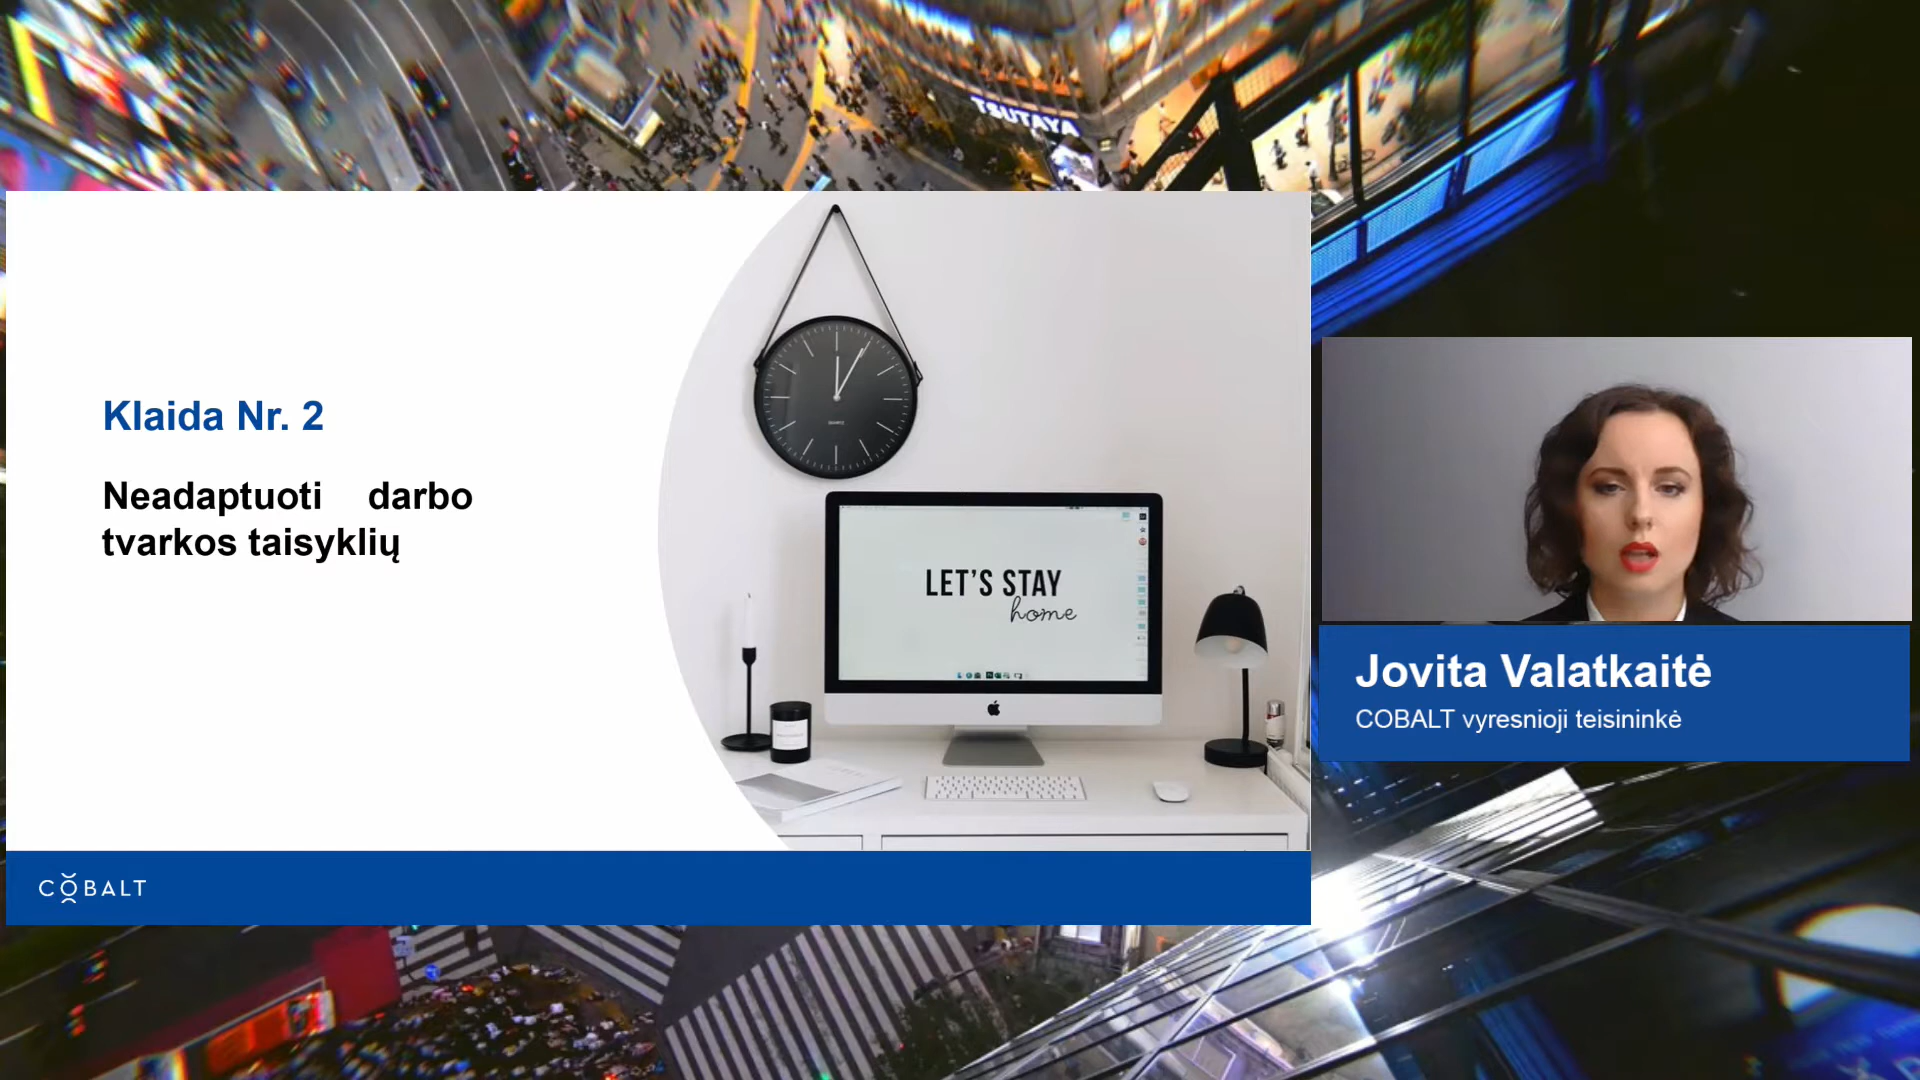 TSUTAYA
Klaida Nr. 2
Neadaptuoti darbo
tvarkos taisyklių
LET'S STAY
home
Jovita Valatkaitė
COBALT vyresnioji teisininkė
COBALT